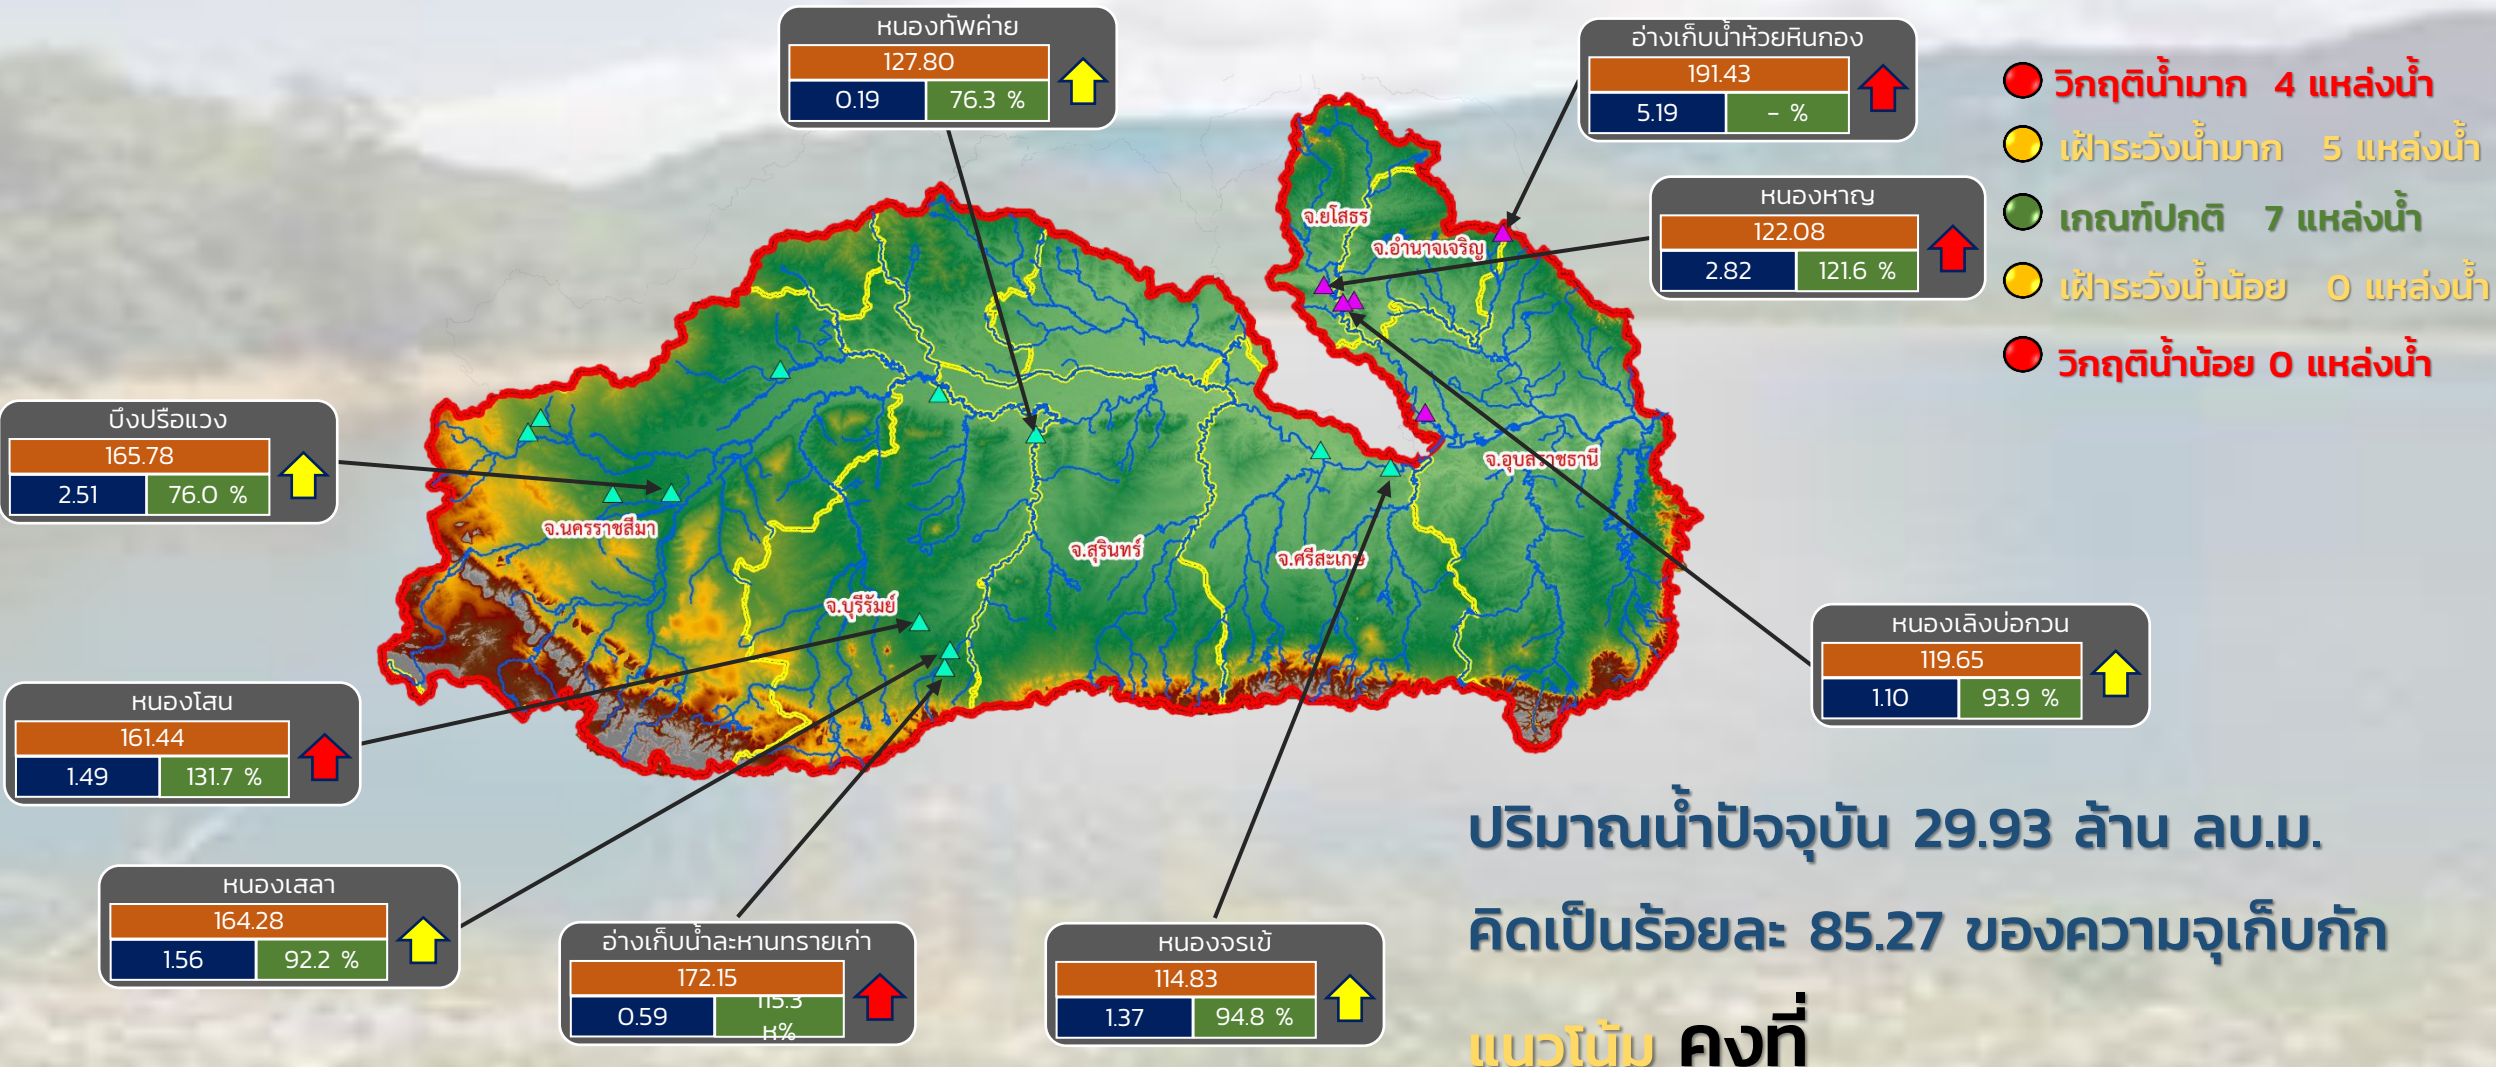 หนองทัพค่าย
127.80
0.19 76.3 %
อ่างเก็บน้ำห้วยหินกอง
191.43
5.19 - %
วิกฤติน้ำมาก 4 แหล่งน้ำ
เฝ้าระวังน้ำมาก 5 แหล่งน้ำ
เกณฑ์ปกติ 7 แหล่งน้ำ
เฝ้าระวังน้ำน้อย 0 แหล่งน้ำ
วิกฤติน้ำน้อย 0 แหล่งน้ำ
หนองหาญ
122.08
2.82 121.6 %
จ.ยโสธร
จ.อำนาจเจริญ
บึงปรือแวง
165.78
2.51 76.0 %
จ.อุบลราชธานี
จ.นครราชสีมา
จ.สุรินทร์
จ.ศรีสะเกษ
จ.บุรีรัมย์
หนองเลิงบ่อกวน
119.65
1.10 93.9 %
หนองโสน
161.44
1.49 131.7 %
หนองเสลา
164.28
1.56 92.2 %
อ่างเก็บน้ำละหานทรายเก่า
172.15
0.59 115.3
ห%
หนองจรเข้
114.83
1.37 94.8 %
ปริมาณน้ำปัจจุบัน 29.93 ล้าน ลบ.ม.
คิดเป็นร้อยละ 85.27 ของความจุเก็บกัก
แนวโน้ม คงที่